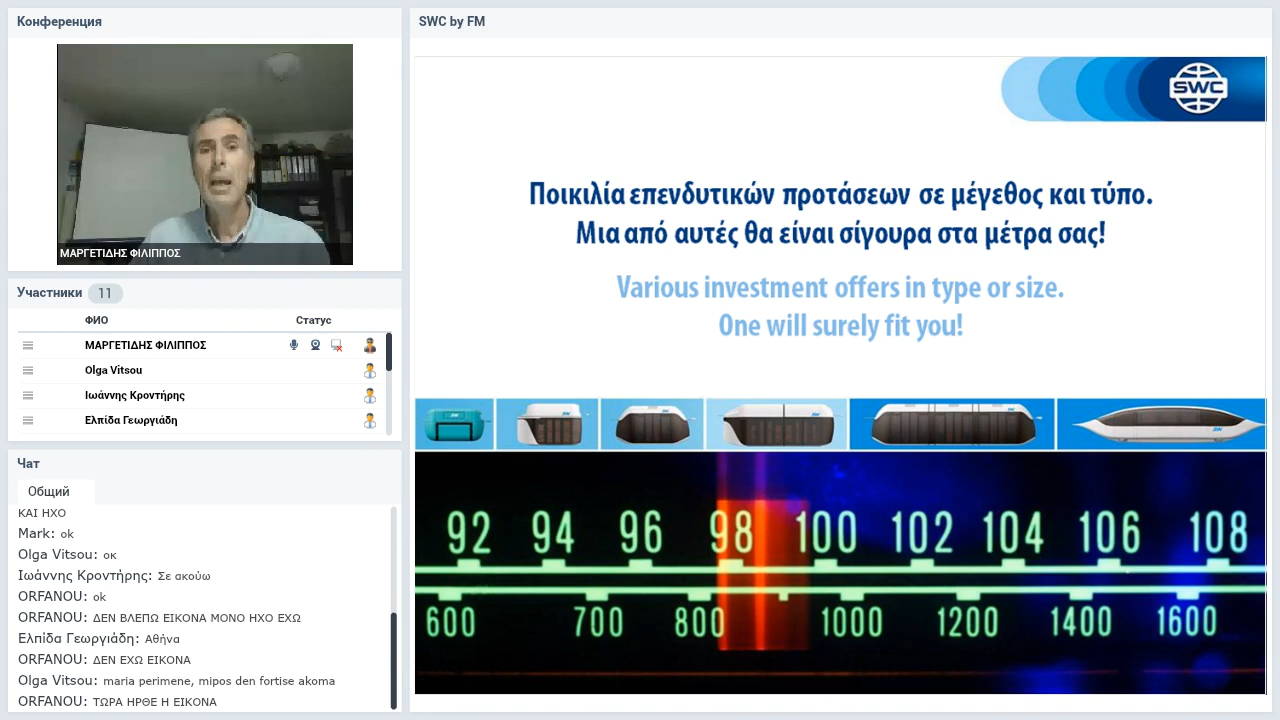 Конференция
ΜΑΡΓΕΤΙΔΗΣ ΦΙΛΙΠΠΟΣ
Участники 11
ФИО Статус
ΜΑΡΓΕΤΙΔΗΣ ΦΙΛΙΠΠΟΣ
Olga Vitsou
Ιωάννης Κροντήρης
Ελπίδα Γεωργιάδη
Чат
Общий
ΚΑΙ ΗΧΟ
Mark: ok
Olga Vitsou: οκ
Ιωάννης Κροντήρης: Σε ακούω
ORFANOU: ok
ORFANOU: ΔΕΝ ΒΛΕΠΩ ΕΙΚΟΝΑ ΜΟΝΟ ΗΧΟ ΕΧΩ
Ελπίδα Γεωργιάδη: Αθήνα
ORFANOU: ΔΕΝ ΕΧΩ ΕΙΚΟΝΑ
Olga Vitsou: maria perimene, mipos den fortise akoma
ORFANOU: ΤΩΡΑ ΗΡΘΕ Η ΕΙΚΟΝΑ
SWC by FM
SWC
Ποικιλία επενδυτικών προτάσεων σε μέγεθος και τύπο.
Μια από αυτές θα είναι σίγουρα στα μέτρα σας!
Various investment offers in type or size.
One will surely fit you!
92 94 96 98 100 102 104 106 108
600 700 800 1000 1200 1400 1600